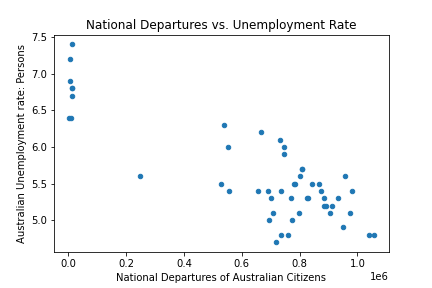 National Departures vs. Unemployment Rate
7.5
7.0
6.5
6.0
5.5
5.0
Australian Unemployment rate: Persons
0.0 0.2 0.4 0.6 0.8 1.0
1e6
National Departures of Australian Citizens